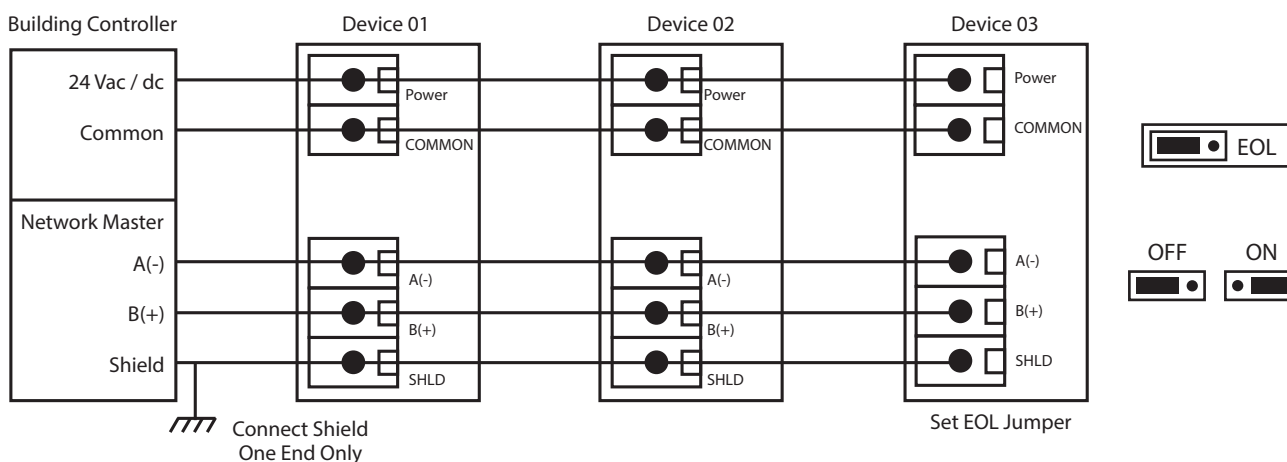 Building Controller
Device 01
Device 02
Device 03
24 Vac / dc
Power
Power
Power
Common
COMMON
COMMON
COMMON
EOL
Network Master
A(-)
A(-)
A(-)
A(-)
OFF
ON
B(+)
B(+)
B(+)
B(+)
Shield
SHLD
SHLD
SHLD
Connect Shield
One End Only
Set EOL Jumper